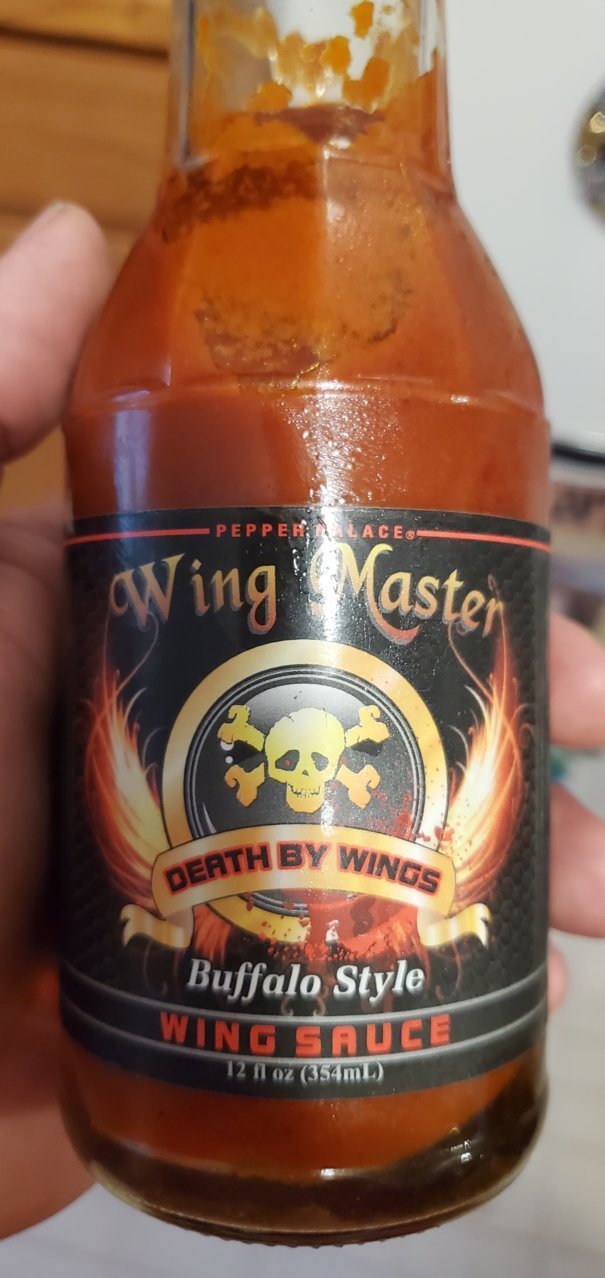 PEPPER PALACE®
Wing Master
DEATH BY WINGS
Buffalo Style
WING SAUCE
12 fl oz (354mL)